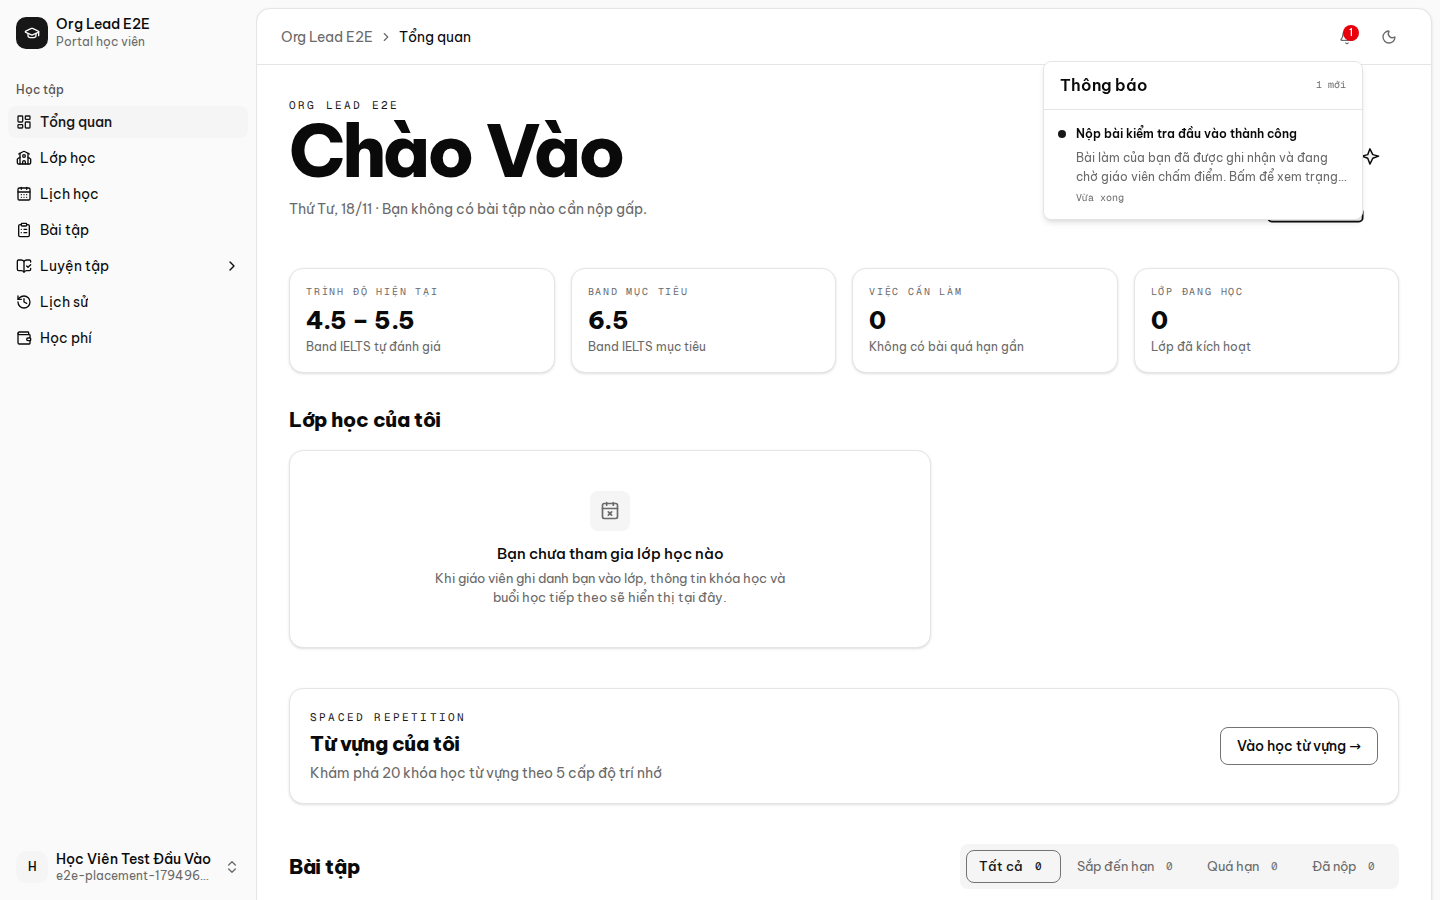 Org Lead E2E
Portal học viên
Học tập
Tổng quan
Lớp học
Lịch học
Bài tập
Luyện tập
Lịch sử
Học phí
Học Viên Test Đầu Vào
H
e2e-placement-179496...
Org Lead E2E
Tổng quan
1
Thông báo
1 mới
Nộp bài kiểm tra đầu vào thành công
Bài làm của bạn đã được ghi nhận và đang
chờ giáo viên chấm điểm. Bấm để xem trạng...
Vừa xong
ORG LEAD E2E
Chào Vào
Thứ Tư, 18/11 · Bạn không có bài tập nào cần nộp gấp.
TRÌNH ĐỘ HIỆN TẠI
4.5 – 5.5
Band IELTS tự đánh giá
BAND MỤC TIÊU
6.5
Band IELTS mục tiêu
VIỆC CẦN LÀM
0
Không có bài quá hạn gần
LỚP ĐANG HỌC
0
Lớp đã kích hoạt
Lớp học của tôi
Bạn chưa tham gia lớp học nào
Khi giáo viên ghi danh bạn vào lớp, thông tin khóa học và
buổi học tiếp theo sẽ hiển thị tại đây.
SPACED REPETITION
Từ vựng của tôi
Khám phá 20 khóa học từ vựng theo 5 cấp độ trí nhớ
Vào học từ vựng →
Bài tập
Tất cả 0
Sắp đến hạn 0
Quá hạn 0
Đã nộp 0